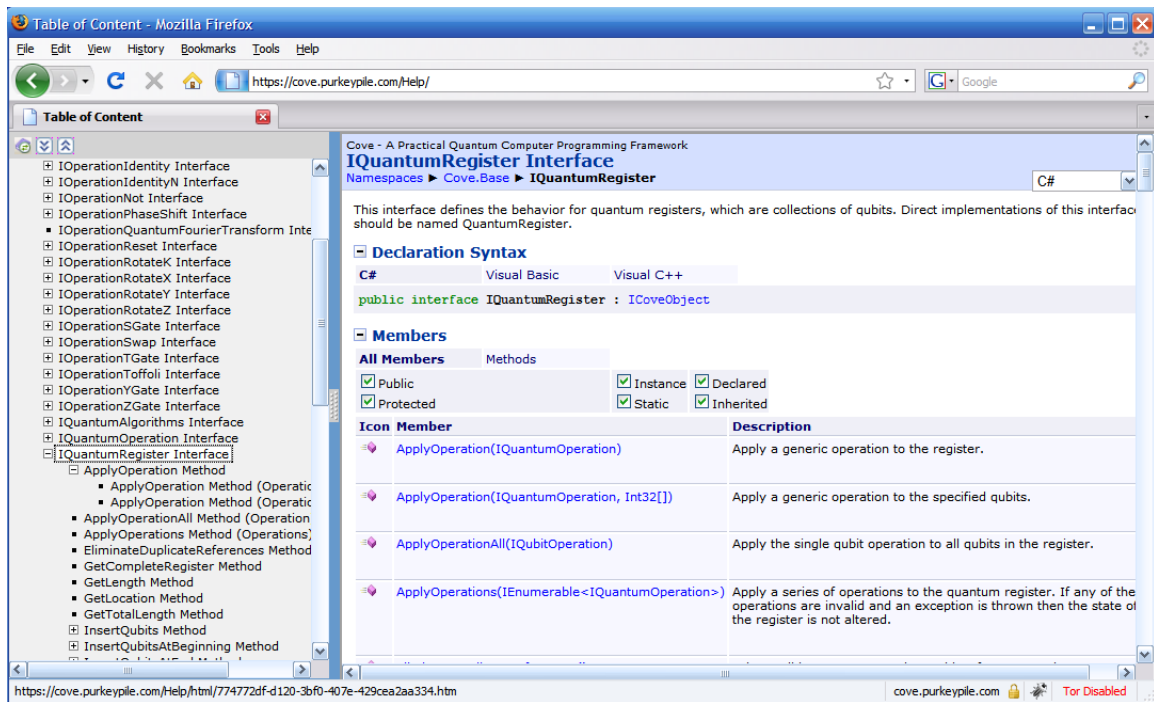 Table of Content - Mozilla Firefox
File Edit View History Bookmarks Tools Help
https://cove.purkeypile.com/Help/
G Google
Table of Content
IOperationIdentity Interface
IOperationIdentityN Interface
IOperationNot Interface
IOperationPhaseShift Interface
IOperationQuantumFourierTransform Inte
IOperationReset Interface
IOperationRotateK Interface
IOperationRotateX Interface
IOperationRotateY Interface
IOperationRotateZ Interface
IOperationSGate Interface
IOperationSwap Interface
IOperationTGate Interface
IOperationToffoli Interface
IOperationYGate Interface
IOperationZGate Interface
IQuantumAlgorithms Interface
IQuantumOperation Interface
IQuantumRegister Interface
ApplyOperation Method
ApplyOperation Method (Operatic
ApplyOperation Method (Operatic
ApplyOperationAll Method (Operation
ApplyOperations Method (Operations)
EliminateDuplicateReferences Method
GetCompleteRegister Method
GetLength Method
GetLocation Method
GetTotalLength Method
InsertQubits Method
InsertQubitsAtBeginning Method
Cove - A Practical Quantum Computer Programming Framework
IQuantumRegister Interface
Namespaces ► Cove.Base ► IQuantumRegister
C#
This interface defines the behavior for quantum registers, which are collections of qubits. Direct implementations of this interfac
should be named QuantumRegister.
Declaration Syntax
C# Visual Basic Visual C++
public interface IQuantumRegister : ICoveObject
Members
All Members Methods
Public Instance Declared
Protected Static Inherited
Icon Member Description
ApplyOperation(IQuantumOperation) Apply a generic operation to the register.
ApplyOperation(IQuantumOperation, Int32[]) Apply a generic operation to the specified qubits.
ApplyOperationAll(IQubitOperation) Apply the single qubit operation to all qubits in the register.
ApplyOperations(IEnumerable<IQuantumOperation>) Apply a series of operations to the quantum register. If any of the
operations are invalid and an exception is thrown then the state of
the register is not altered.
https://cove.purkeypile.com/Help/html/774772df-d120-3bf0-407e-429cea2aa334.htm
cove.purkeypile.com Tor Disabled